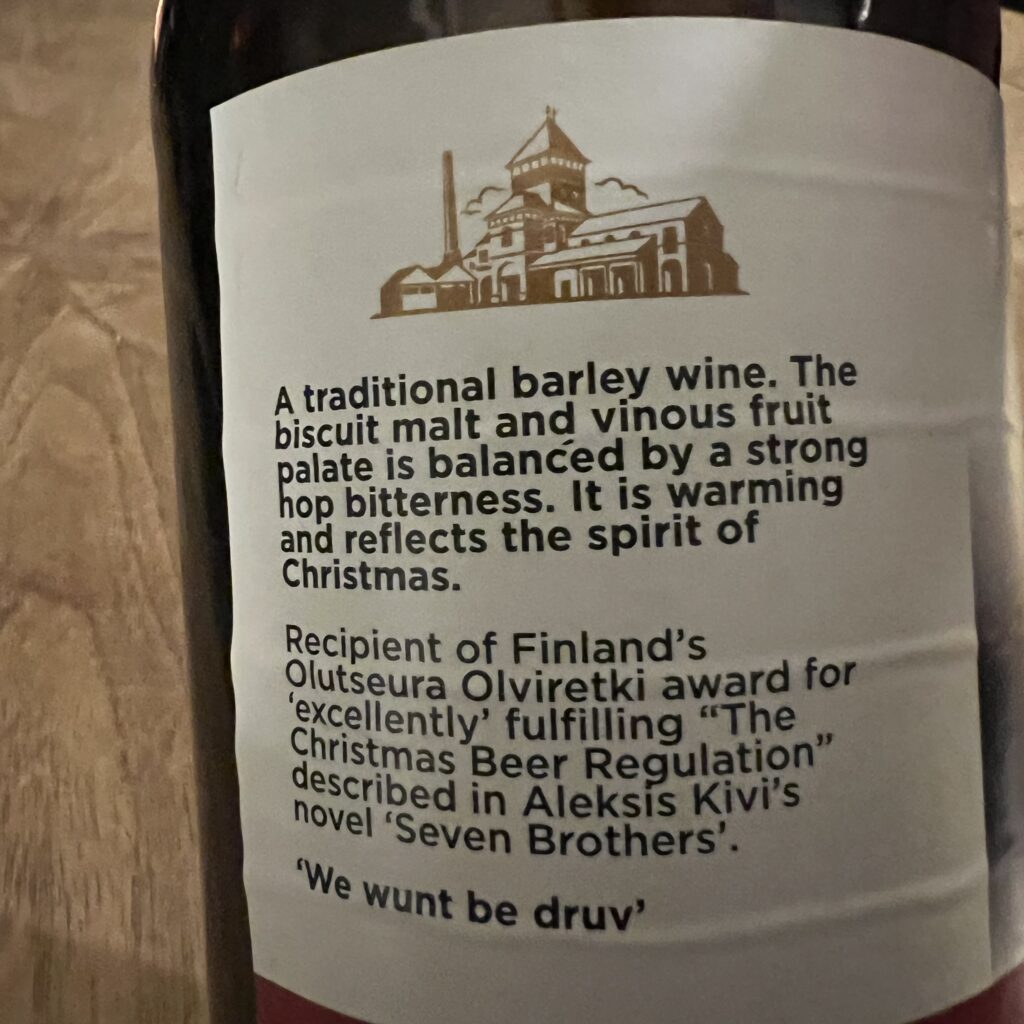 A traditional barley wine. The
biscuit malt and vinous fruit
palate is balanced by a strong
hop bitterness. It is warming
and reflects the spirit of
Christmas.
Recipient of Finland’s
Olutseura Olviretki award for
‘excellently’ fulfilling “The
Christmas Beer Regulation”
described in Aleksis Kivi’s
novel ‘Seven Brothers’.
‘We wunt be druv’